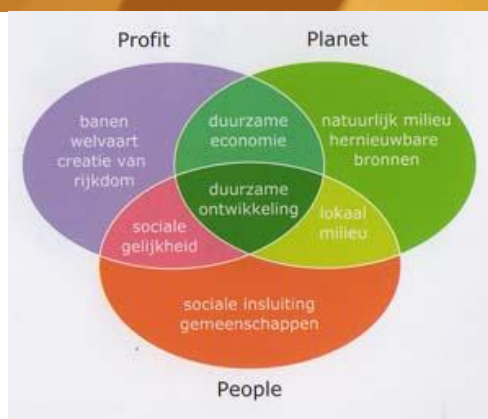 Profit
Planet
banen
welvaart
creatie van
rijkdom
duurzame
economie
natuurlijk milieu
hernieuwbare
bronnen
duurzame
ontwikkeling
sociale
gelijkheid
lokaal
milieu
sociale insluiting
gemeenschappen
People